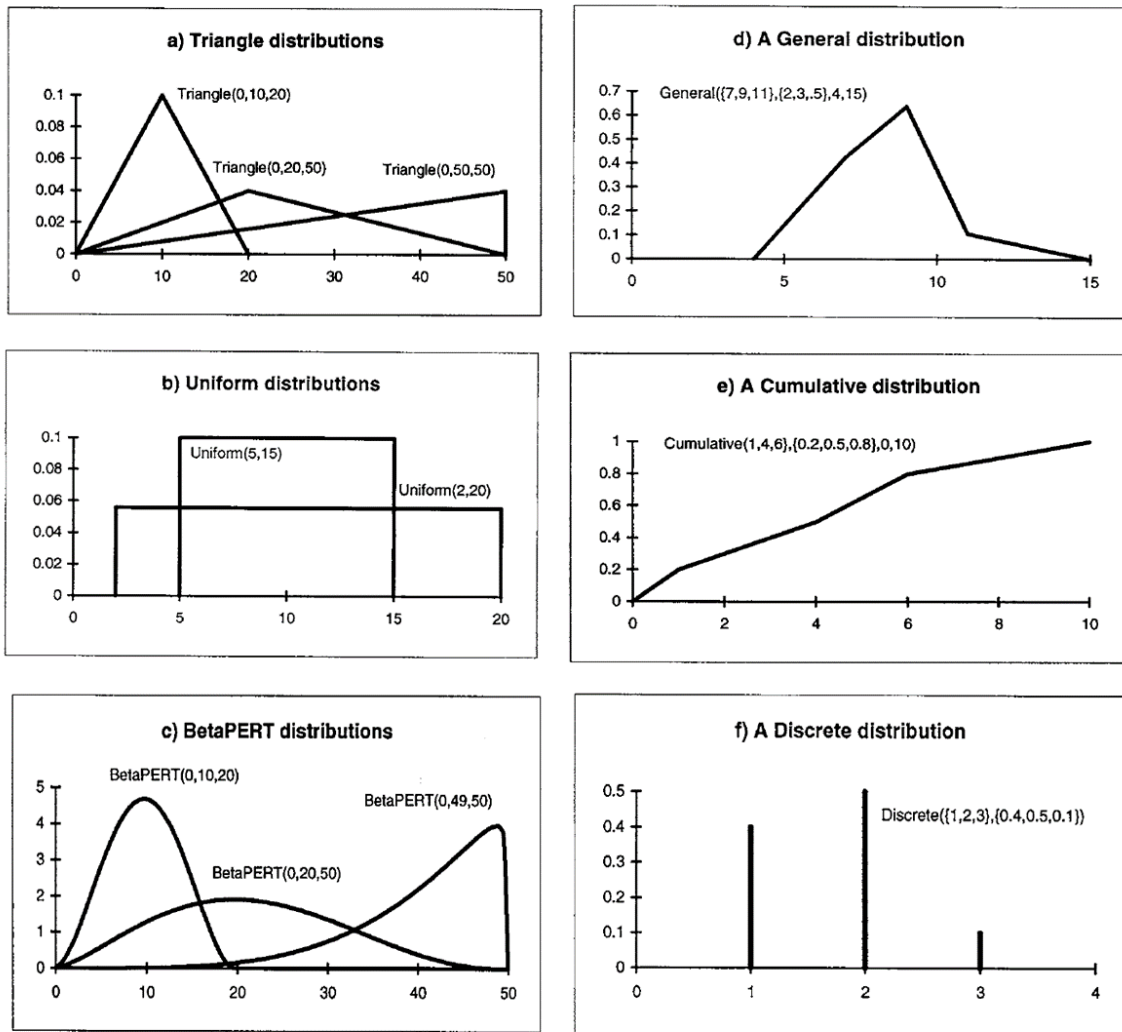 a) Triangle distributions
Triangle(0,10,20)
Triangle(0,20,50)
Triangle(0,50,50)
0.1
0.08
0.06
0.04
0.02
0
0 10 20 30 40 50
d) A General distribution
General({7,9,11},{2,3,.5},4,15)
0.7
0.6
0.5
0.4
0.3
0.2
0.1
0
0 5 10 15
b) Uniform distributions
Uniform(5,15)
Uniform(2,20)
0.1
0.08
0.06
0.04
0.02
0
0 5 10 15 20
e) A Cumulative distribution
Cumulative(1,4,6},{0.2,0.5,0.8},0,10)
1
0.8
0.6
0.4
0.2
0
0 2 4 6 8 10
c) BetaPERT distributions
BetaPERT(0,10,20)
BetaPERT(0,49,50)
BetaPERT(0,20,50)
5
4
3
2
1
0
0 10 20 30 40 50
f) A Discrete distribution
Discrete({1,2,3},{0.4,0.5,0.1})
0.5
0.4
0.3
0.2
0.1
0
0 1 2 3 4